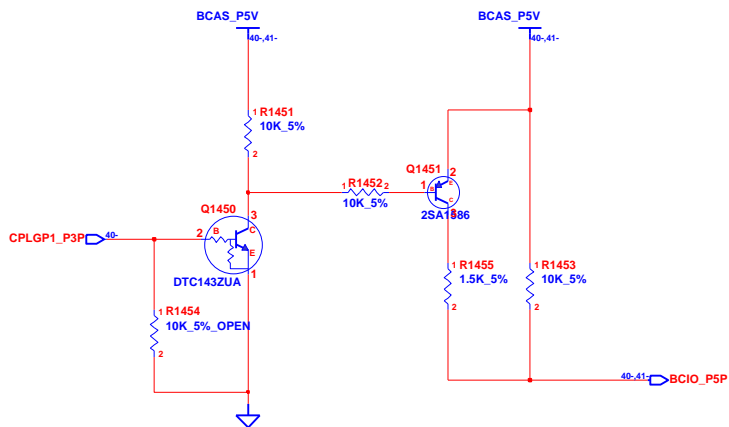 BCAS_P5V
BCAS_P5V
40-,41-
40-,41-
1 R1451
10K_5%
2
Q1451
2
1
B
E
C
3
2SA1586
1 R1452 2
10K_5%
Q1450
3
CPLGP1_P3P
40-
2
B
C
E
1
DTC143ZUA
1 R1455
1.5K_5%
2
1 R1453
10K_5%
2
1 R1454
10K_5%_OPEN
2
40-,41-
BCIO_P5P